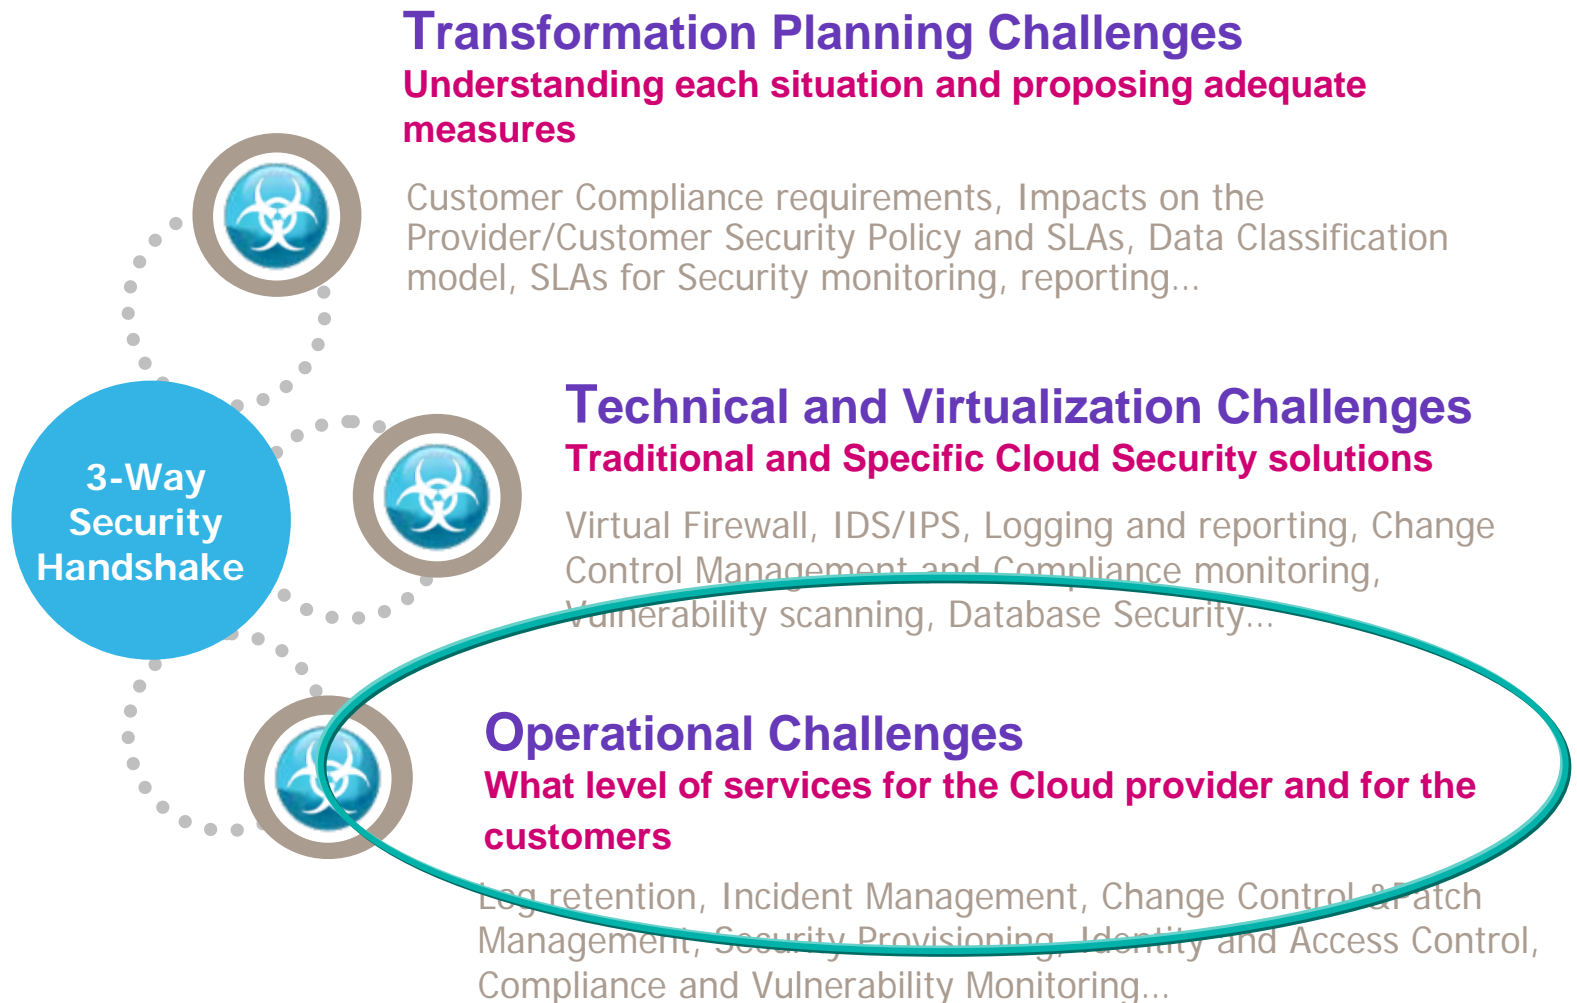 Transformation Planning Challenges
Understanding each situation and proposing adequate
measures
Customer Compliance requirements, Impacts on the
Provider/Customer Security Policy and SLAs, Data Classification
model, SLAs for Security monitoring, reporting...
Technical and Virtualization Challenges
Traditional and Specific Cloud Security solutions
Virtual Firewall, IDS/IPS, Logging and reporting, Change
Control Management and Compliance monitoring,
Vulnerability scanning, Database Security...
3-Way
Security
Handshake
Operational Challenges
What level of services for the Cloud provider and for the
customers
Log retention, Incident Management, Change Control &Patch
Management, Security Provisioning, Identity and Access Control,
Compliance and Vulnerability Monitoring...